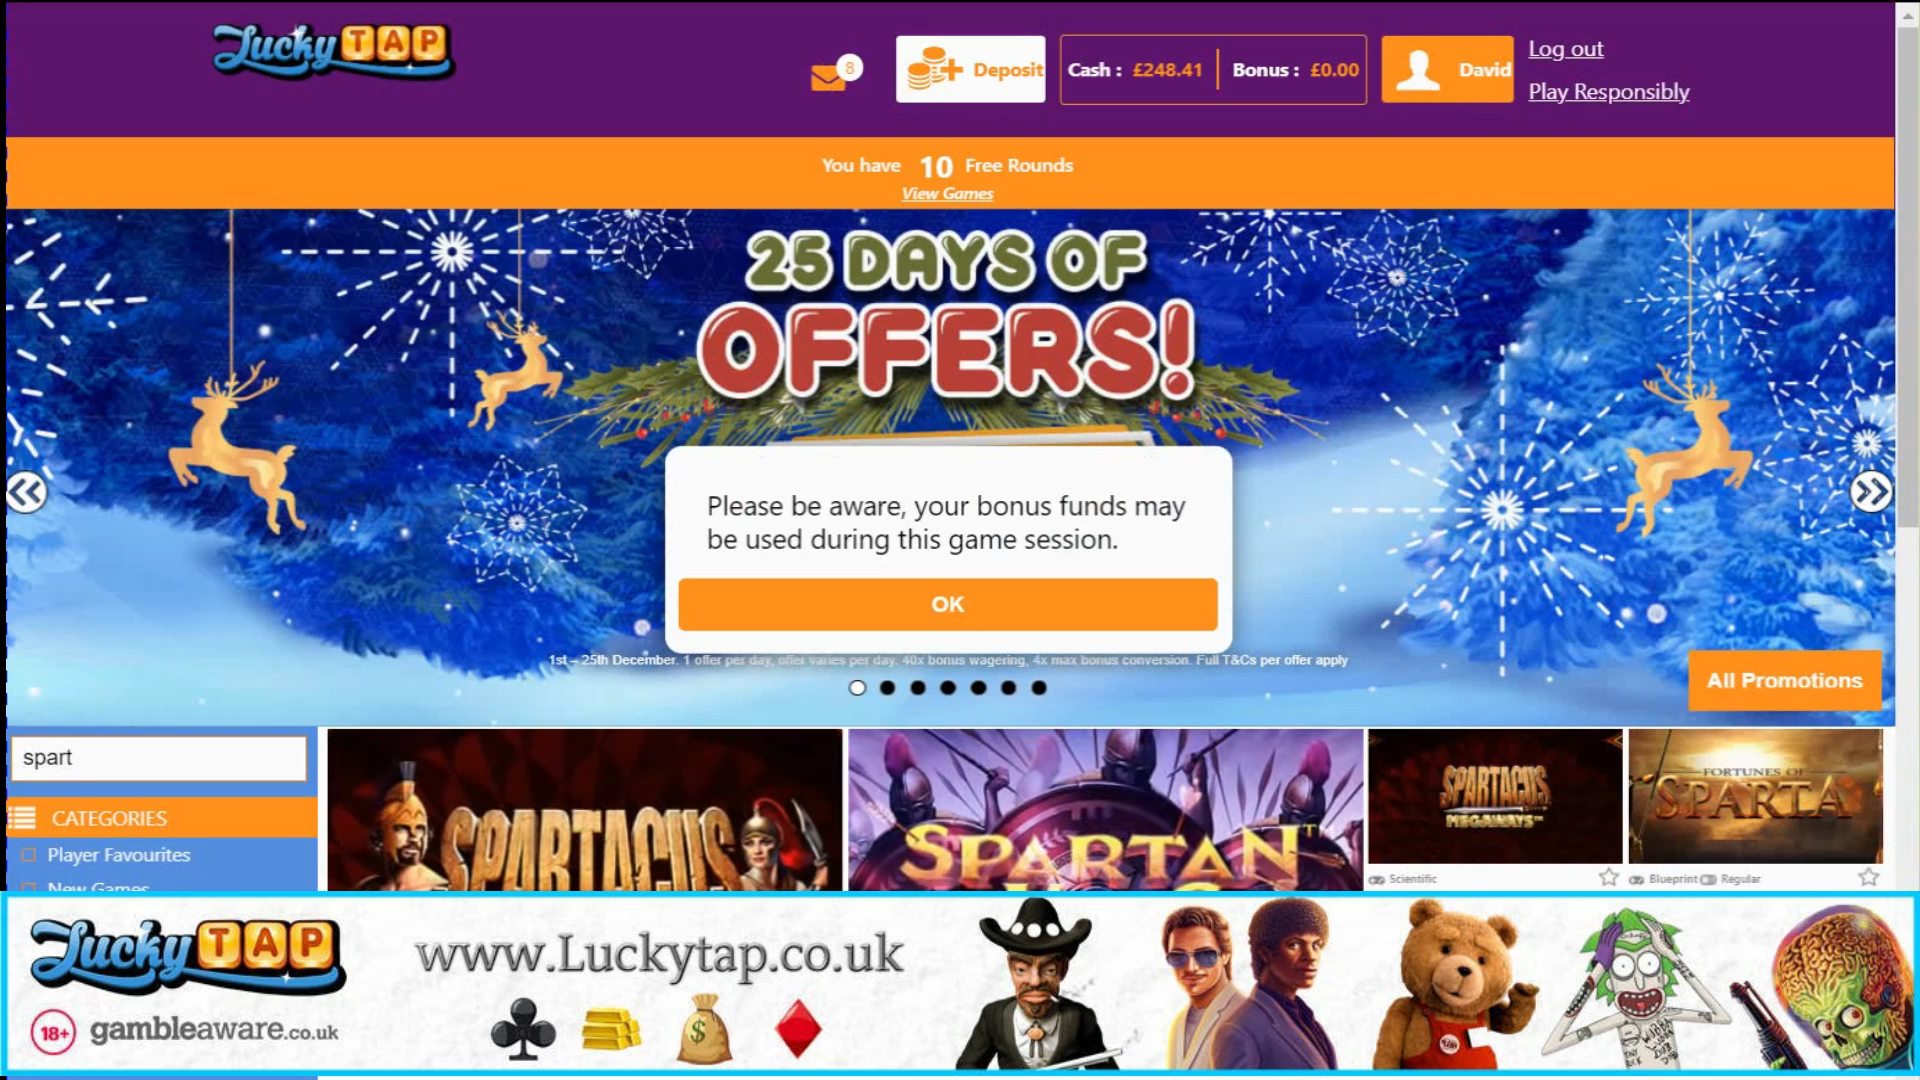 Lucky TAP
8
Deposit
Cash : £248.41
Bonus : £0.00
David
Log out
Play Responsibly
You have 10 Free Rounds
View Games
25 DAYS OF
OFFERS!
Please be aware, your bonus funds may
be used during this game session.
OK
1st – 25th December. 1 offer per day, offer varies per day. 40x bonus wagering, 4x max bonus conversion. Full T&Cs per offer apply
All Promotions
spart
CATEGORIES
Player Favourites
New Games
SPARTACUS
SPARTAN™
SPARTACUS
MEGAWAYS™
FORTUNES OF
SPARTA
Scientific
Blueprint
Regular
Lucky TAP
www.Luckytap.co.uk
18+
gambleaware.co.uk
$